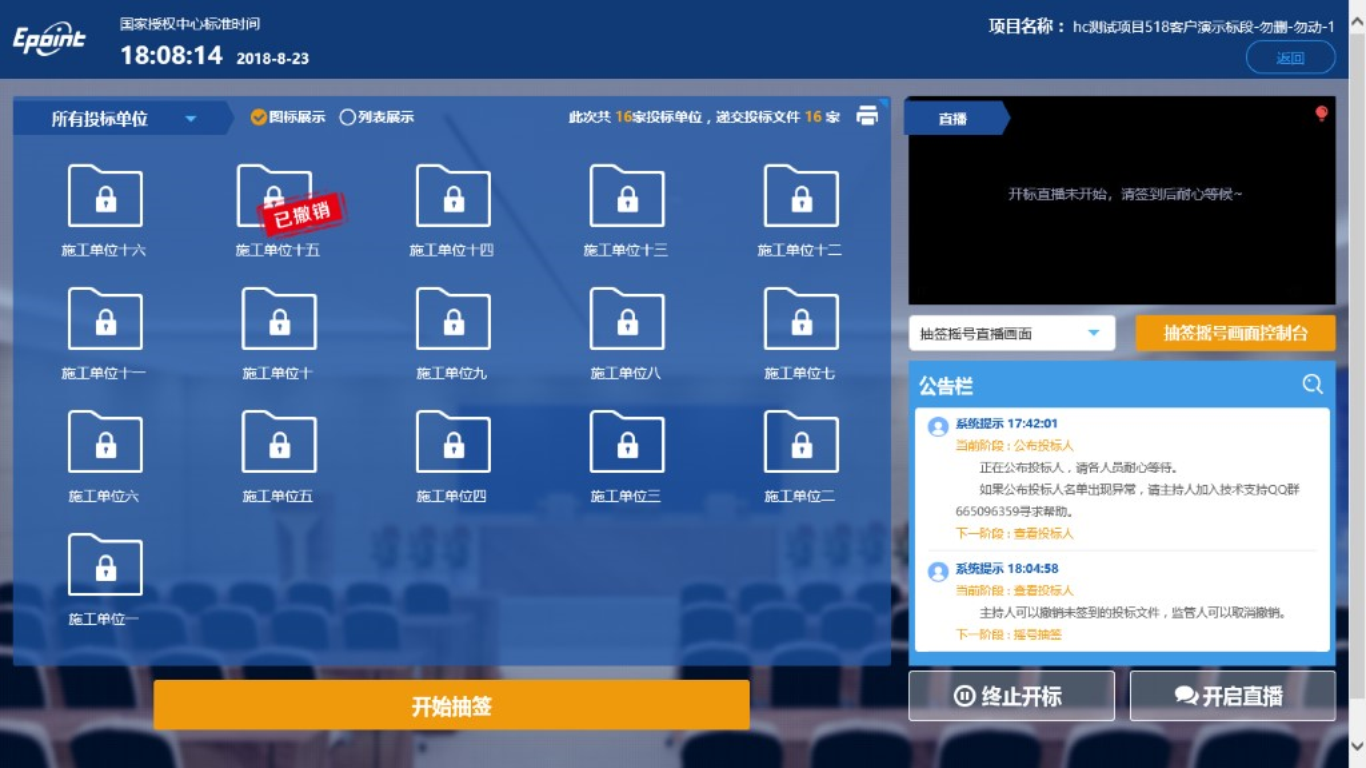 Epoint
国家授权中心标准时间
18:08:14 2018-8-23
项目名称： hc测试项目518客户演示标段-勿删-勿动-1
返回
所有投标单位
图标展示 列表展示
此次共 16家投标单位，递交投标文件 16 家
施工单位十六
已撤销
施工单位十五
施工单位十四
施工单位十三
施工单位十二
施工单位十一
施工单位十
施工单位九
施工单位八
施工单位七
施工单位六
施工单位五
施工单位四
施工单位三
施工单位二
施工单位一
开始抽签
直播
开标直播未开始，请签到后耐心等候~
抽签摇号直播画面
抽签摇号画面控制台
公告栏
系统提示 17:42:01
当前阶段：公布投标人
正在公布投标人，请各人员耐心等待。
如果公布投标人名单出现异常，请主持人加入技术支持QQ群
665096359寻求帮助。
下一阶段：查看投标人
系统提示 18:04:58
当前阶段：查看投标人
主持人可以撤销未签到的投标文件，监管人可以取消撤销。
下一阶段：摇号抽签
终止开标
开启直播